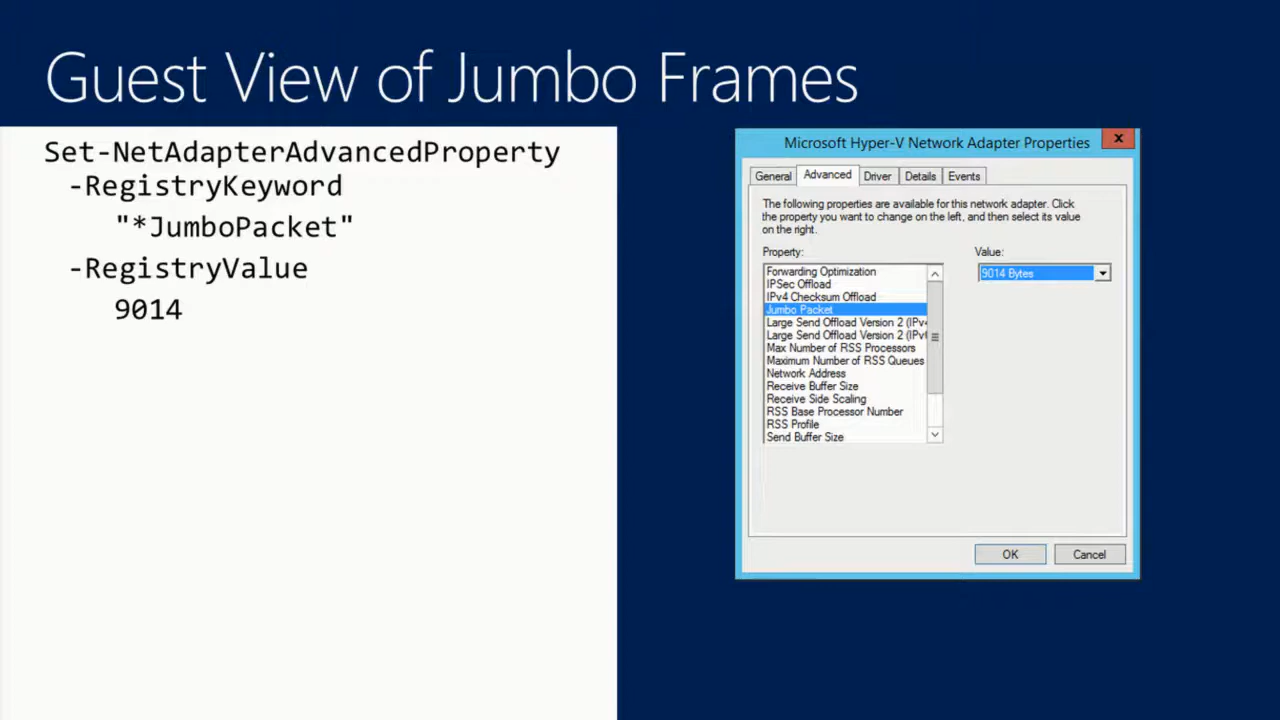 Guest View of Jumbo Frames
Set-NetAdapterAdvancedProperty
-RegistryKeyword
"*JumboPacket"
-RegistryValue
9014
Microsoft Hyper-V Network Adapter Properties
x
General Advanced Driver Details Events
The following properties are available for this network adapter. Click
the property you want to change on the left, and then select its value
on the right.
Property:
Value:
Forwarding Optimization
IPSec Offload
IPv4 Checksum Offload
Jumbo Packet
Large Send Offload Version 2 (IPv4
Large Send Offload Version 2 (IPv6
Max Number of RSS Processors
Maximum Number of RSS Queues
Network Address
Receive Buffer Size
Receive Side Scaling
RSS Base Processor Number
RSS Profile
Send Buffer Size
9014 Bytes
OK
Cancel